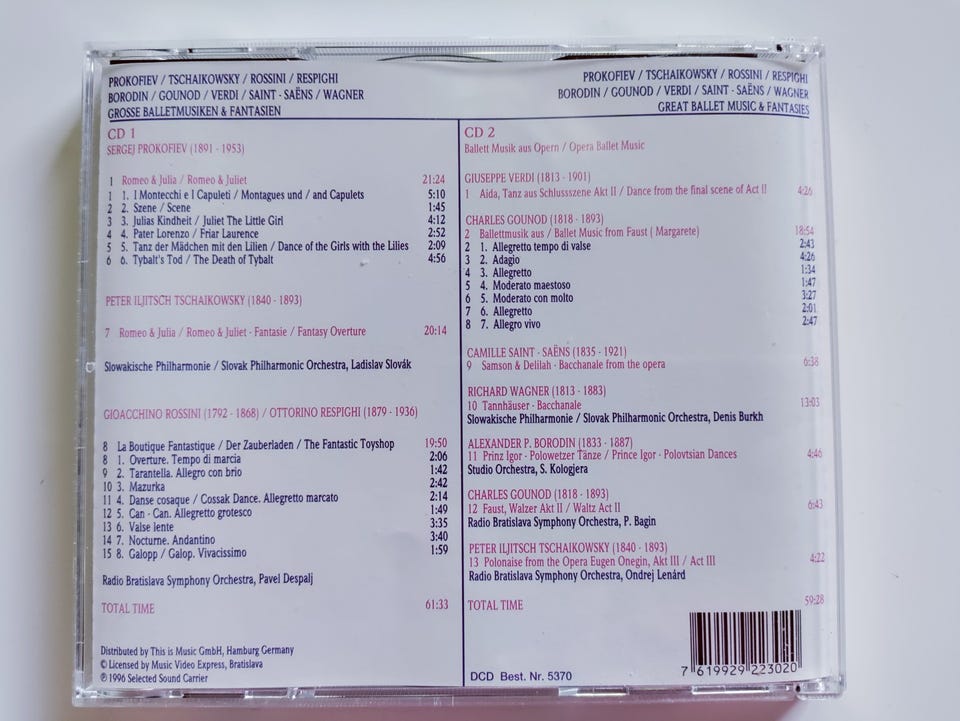 PROKOFIEV / TSCHAIKOWSKY / ROSSINI / RESPIGHI
BORODIN / GOUNOD / VERDI / SAINT - SAËNS / WAGNER
GROSSE BALLETMUSIKEN & FANTASIEN
PROKOFIEV / TSCHAIKOWSKY / ROSSINI / RESPIGHI
BORODIN / GOUNOD / VERDI / SAINT - SAËNS / WAGNER
GREAT BALLET MUSIC & FANTASIES
CD 1
SERGEJ PROKOFIEV (1891 - 1953)
1 Romeo & Julia / Romeo & Juliet 21:24
1 1. I Montecchi e I Capuleti / Montagues und / and Capulets 5:10
2 2. Szene / Scene 1:45
3 3. Julias Kindheit / Juliet The Little Girl 4:12
4 4. Pater Lorenzo / Friar Laurence 2:52
5 5. Tanz der Mädchen mit den Lilien / Dance of the Girls with the Lilies 2:09
6 6. Tybalt's Tod / The Death of Tybalt 4:56
PETER ILJITSCH TSCHAIKOWSKY (1840 - 1893)
7 Romeo & Julia / Romeo & Juliet - Fantasie / Fantasy Overture 20:14
Slowakische Philharmonie / Slovak Philharmonic Orchestra, Ladislav Slovák
GIOACCHINO ROSSINI (1792 - 1868) / OTTORINO RESPIGHI (1879 - 1936)
8 La Boutique Fantastique / Der Zauberladen / The Fantastic Toyshop 19:50
8 1. Overture. Tempo di marcia 2:06
9 2. Tarantella. Allegro con brio 1:42
10 3. Mazurka 2:42
11 4. Danse cosaque / Cossak Dance. Allegretto marcato 2:14
12 5. Can - Can. Allegretto grotesco 1:49
13 6. Valse lente 3:35
14 7. Nocturne. Andantino 3:40
15 8. Galopp / Galop. Vivacissimo 1:59
Radio Bratislava Symphony Orchestra, Pavel Despalj
TOTAL TIME 61:33
Distributed by This is Music GmbH, Hamburg Germany
© Licensed by Music Video Express, Bratislava
℗ 1996 Selected Sound Carrier
CD 2
Ballett Musik aus Opern / Opera Ballet Music
GIUSEPPE VERDI (1813 - 1901)
1 Aida, Tanz aus Schlussszene Akt II / Dance from the final scene of Act II 4:26
CHARLES GOUNOD (1818 - 1893)
2 Ballettmusik aus / Ballet Music from Faust ( Margarete) 18:54
2 1. Allegretto tempo di valse 2:43
3 2. Adagio 4:26
4 3. Allegretto 1:34
5 4. Moderato maestoso 1:47
6 5. Moderato con molto 3:27
7 6. Allegretto 2:01
8 7. Allegro vivo 2:47
CAMILLE SAINT - SAËNS (1835 - 1921)
9 Samson & Delilah - Bacchanale from the opera 6:38
RICHARD WAGNER (1813 - 1883)
10 Tannhäuser - Bacchanale 13:03
Slowakische Philharmonie / Slovak Philharmonic Orchestra, Denis Burkh
ALEXANDER P. BORODIN (1833 - 1887)
11 Prinz Igor - Polowetzer Tänze / Prince Igor - Polovtsian Dances 4:46
Studio Orchestra, S. Kologjera
CHARLES GOUNOD (1818 - 1893)
12 Faust, Walzer Akt II / Waltz Act II 6:43
Radio Bratislava Symphony Orchestra, P. Bagin
PETER ILJITSCH TSCHAIKOWSKY (1840 - 1893)
13 Polonaise from the Opera Eugen Onegin, Akt III / Act III 4:22
Radio Bratislava Symphony Orchestra, Ondrej Lenárd
TOTAL TIME 59:28
DCD Best. Nr. 5370
7 619929 223020